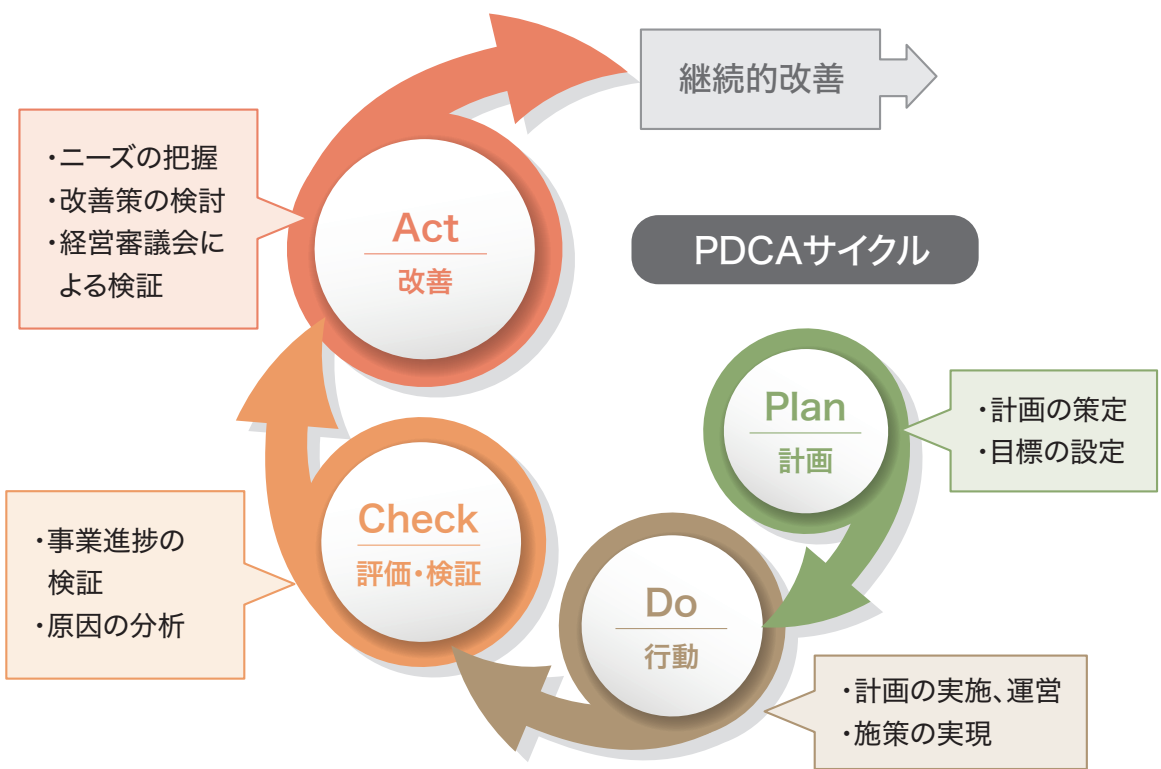 継続的改善
PDCAサイクル
Plan
計画
・計画の策定
・目標の設定
Do
行動
・計画の実施、運営
・施策の実現
Check
評価・検証
・事業進捗の
検証
・原因の分析
Act
改善
・ニーズの把握
・改善策の検討
・経営審議会に
よる検証